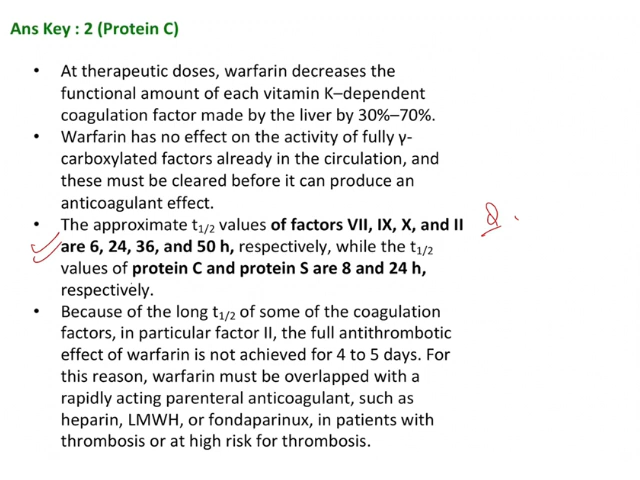 Ans Key : 2 (Protein C)
• At therapeutic doses, warfarin decreases the
functional amount of each vitamin K–dependent
coagulation factor made by the liver by 30%–70%.
• Warfarin has no effect on the activity of fully γ-
carboxylated factors already in the circulation, and
these must be cleared before it can produce an
anticoagulant effect.
• The approximate t1/2 values of factors VII, IX, X, and II
are 6, 24, 36, and 50 h, respectively, while the t1/2
values of protein C and protein S are 8 and 24 h,
respectively.
• Because of the long t1/2 of some of the coagulation
factors, in particular factor II, the full antithrombotic
effect of warfarin is not achieved for 4 to 5 days. For
this reason, warfarin must be overlapped with a
rapidly acting parenteral anticoagulant, such as
heparin, LMWH, or fondaparinux, in patients with
thrombosis or at high risk for thrombosis.